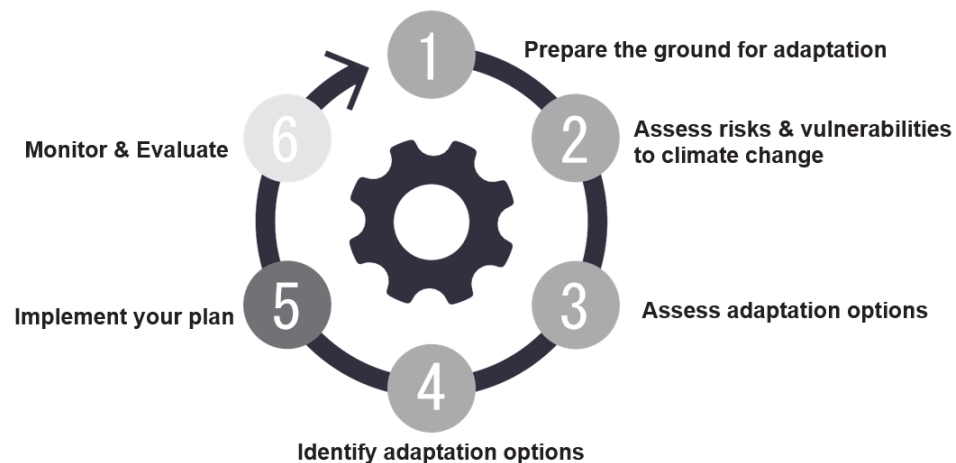 1
Prepare the ground for adaptation
2
Assess risks & vulnerabilities
to climate change
3
Assess adaptation options
4
Identify adaptation options
5
Implement your plan
6
Monitor & Evaluate